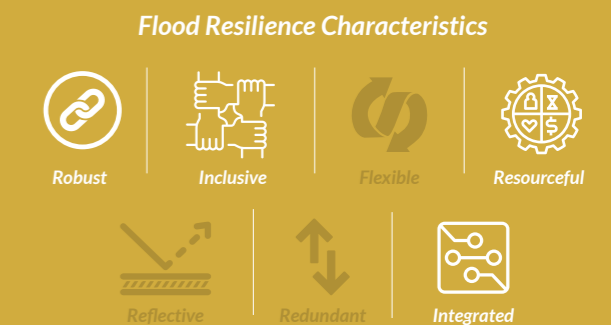 Flood Resilience Characteristics
Robust
Inclusive
Flexible
Resourceful
Reflective
Redundant
Integrated